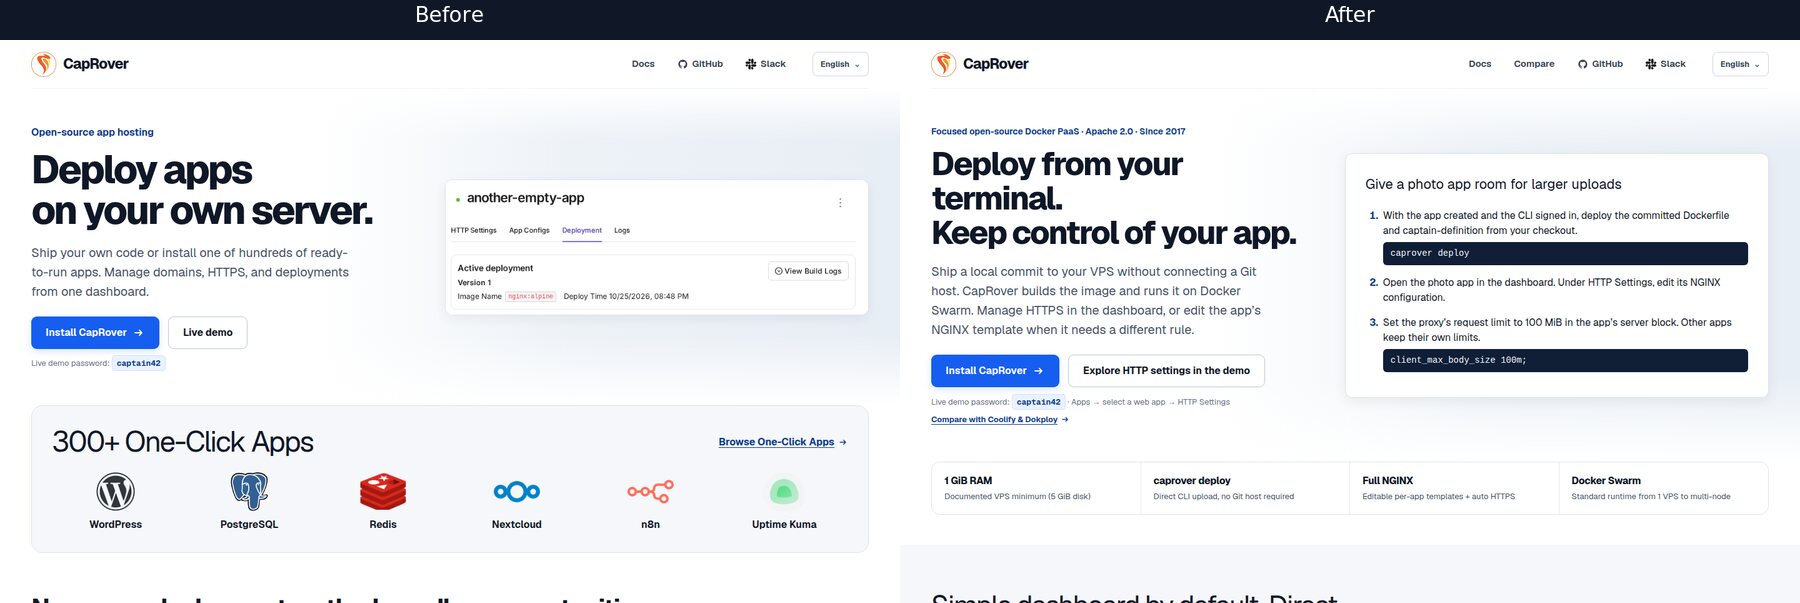 Before
After
CapRover
Docs
GitHub
Slack
English
Open-source app hosting
Deploy apps
on your own server.
Ship your own code or install one of hundreds of ready-
to-run apps. Manage domains, HTTPS, and deployments
from one dashboard.
Install CapRover →
Live demo
Live demo password: captain42
another-empty-app
HTTP Settings
App Configs
Deployment
Logs
Active deployment
Version 1
View Build Logs
Image Name nginx:alpine Deploy Time 10/25/2026, 08:48 PM
300+ One-Click Apps
Browse One-Click Apps →
WordPress
PostgreSQL
Redis
Nextcloud
n8n
Uptime Kuma
CapRover
Docs
Compare
GitHub
Slack
English
Focused open-source Docker PaaS · Apache 2.0 · Since 2017
Deploy from your
terminal.
Keep control of your app.
Ship a local commit to your VPS without connecting a Git
host. CapRover builds the image and runs it on Docker
Swarm. Manage HTTPS in the dashboard, or edit the app's
NGINX template when it needs a different rule.
Install CapRover →
Explore HTTP settings in the demo
Live demo password: captain42 · Apps → select a web app → HTTP Settings
Compare with Coolify & Dokploy →
Give a photo app room for larger uploads
1. With the app created and the CLI signed in, deploy the committed Dockerfile
and captain-definition from your checkout.
caprover deploy
2. Open the photo app in the dashboard. Under HTTP Settings, edit its NGINX
configuration.
3. Set the proxy's request limit to 100 MiB in the app's server block. Other apps
keep their own limits.
client_max_body_size 100m;
1 GiB RAM
Documented VPS minimum (5 GiB disk)
caprover deploy
Direct CLI upload, no Git host required
Full NGINX
Editable per-app templates + auto HTTPS
Docker Swarm
Standard runtime from 1 VPS to multi-node
Simple dashboard by default. Direct